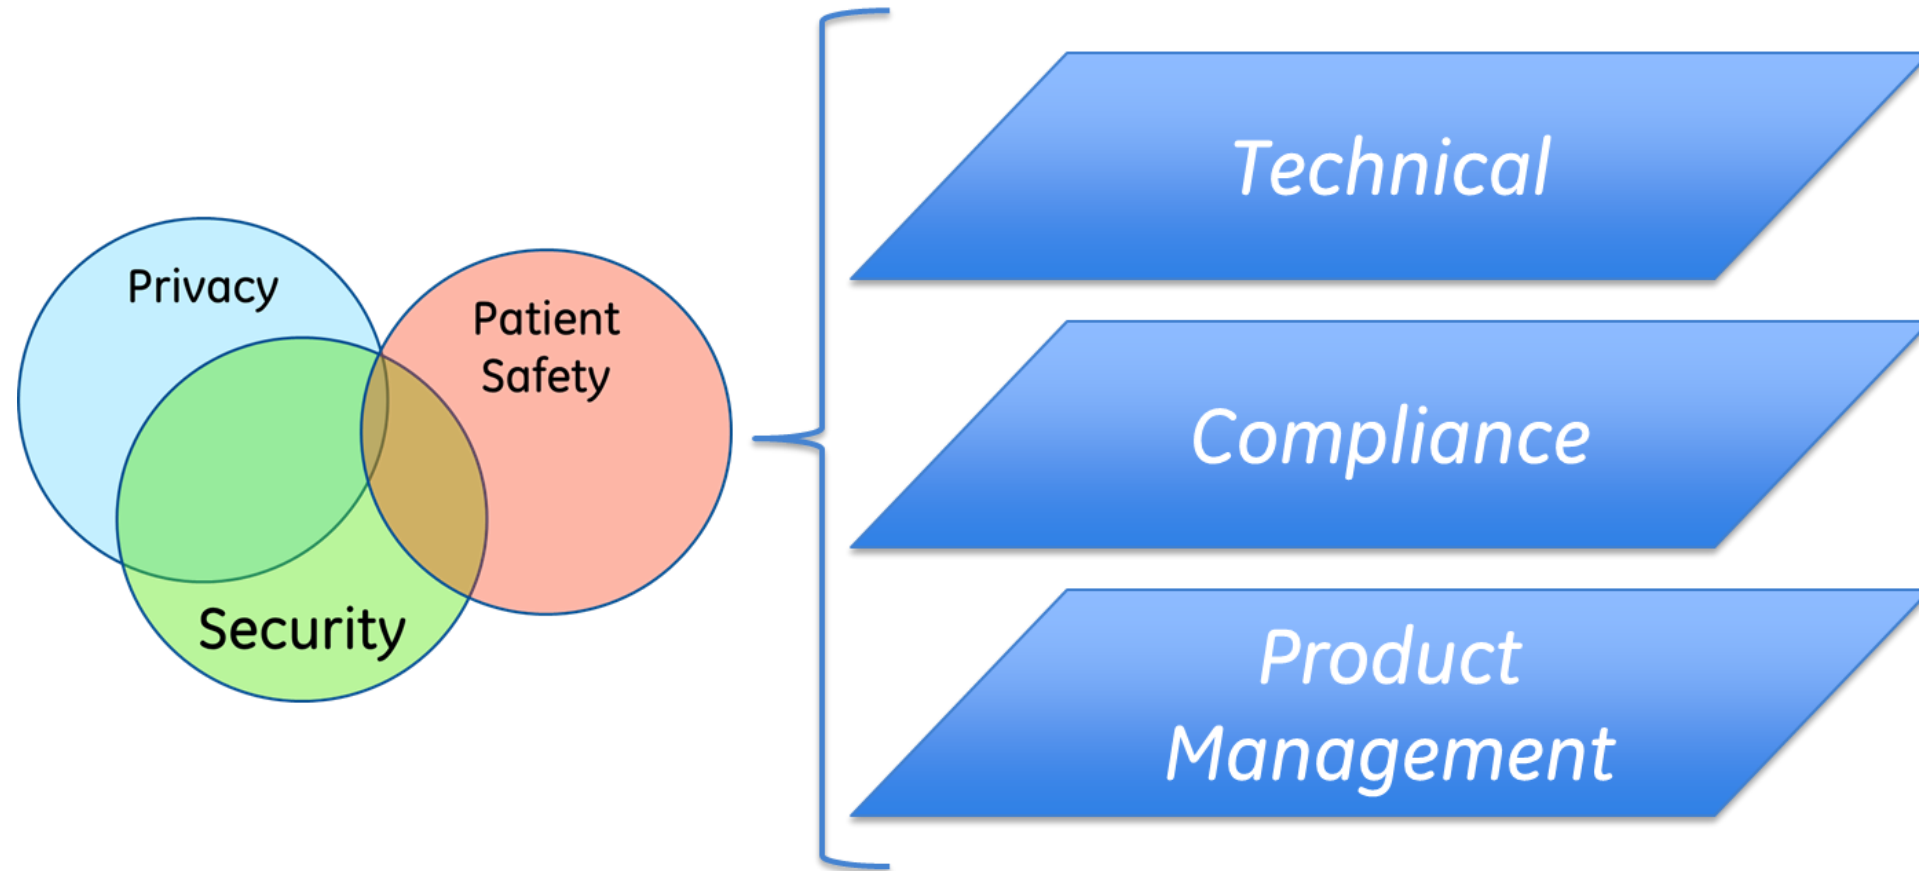 Privacy
Patient
Safety
Security
Technical
Compliance
Product
Management